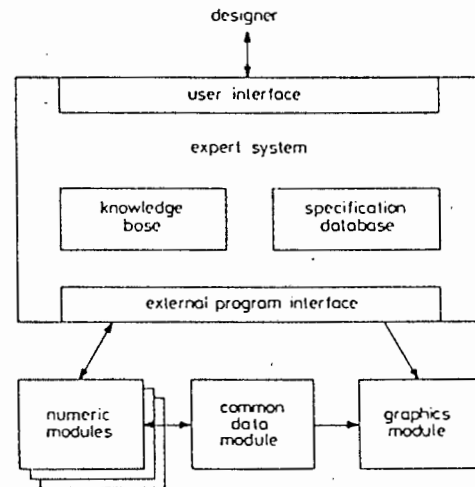 designer
user interface
expert system
knowledge
base
specification
database
external program interface
numeric
modules
common
data
module
graphics
module